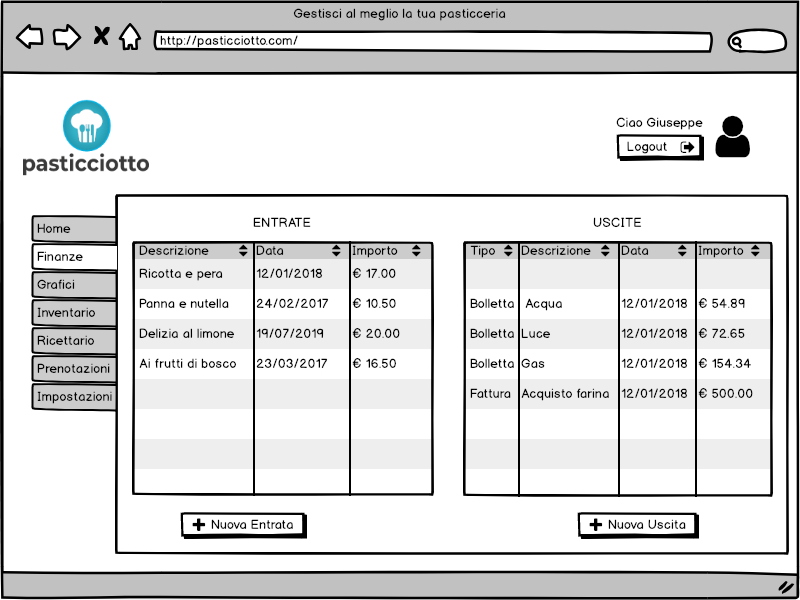 Gestisci al meglio la tua pasticceria
http://pasticciotto.com/
pasticciotto
Ciao Giuseppe
Logout
Home
Finanze
Grafici
Inventario
Ricettario
Prenotazioni
Impostazioni
ENTRATE
Descrizione Data Importo
Ricotta e pera 12/01/2018 € 17.00
Panna e nutella 24/02/2017 € 10.50
Delizia al limone 19/07/2019 € 20.00
Ai frutti di bosco 23/03/2017 € 16.50
Nuova Entrata
USCITE
Tipo Descrizione Data Importo
Bolletta Acqua 12/01/2018 € 54.89
Bolletta Luce 12/01/2018 € 72.65
Bolletta Gas 12/01/2018 € 154.34
Fattura Acquisto farina 12/01/2018 € 500.00
Nuova Uscita